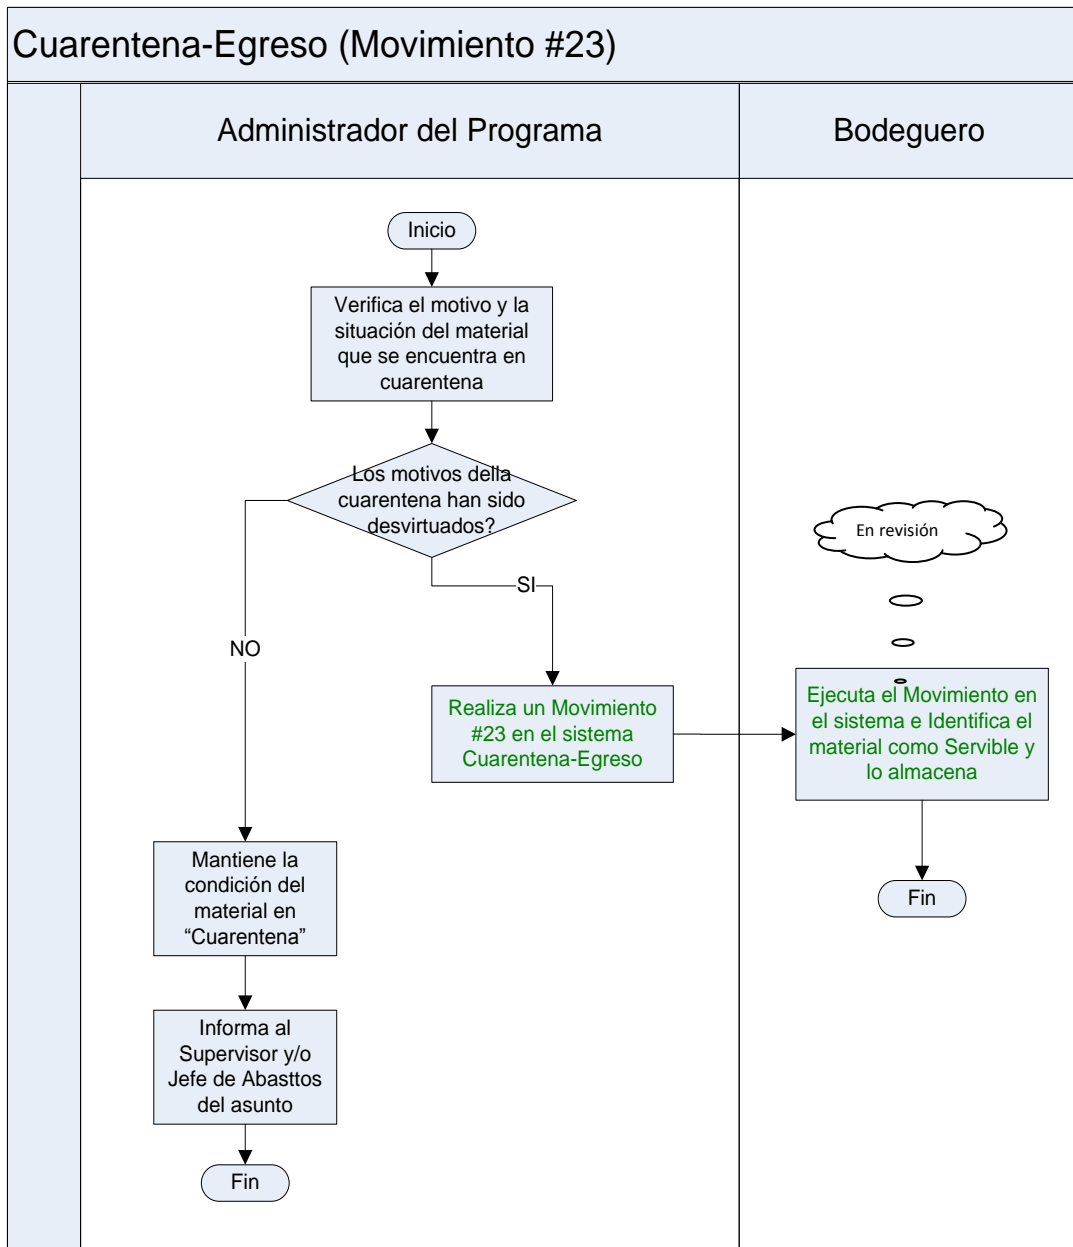 Cuarentena-Egreso (Movimiento #23)
Administrador del Programa
Bodeguero
Inicio
Verifica el motivo y la
situación del material
que se encuentra en
cuarentena
Los motivos della
cuarentena han sido
desvirtuados?
En revisión
SI
NO
Realiza un Movimiento
#23 en el sistema
Cuarentena-Egreso
Ejecuta el Movimiento en
el sistema e Identifica el
material como Servible y
lo almacena
Mantiene la
condición del
material en
“Cuarentena”
Fin
Informa al
Supervisor y/o
Jefe de Abasttos
del asunto
Fin